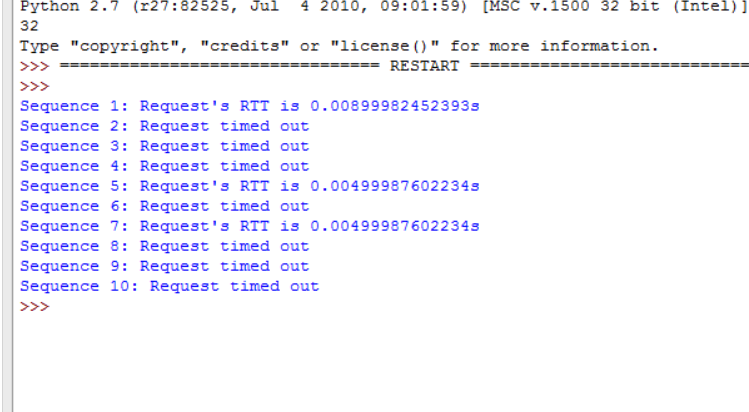 Python 2.7 (r27:82525, Jul  4 2010, 09:01:59) [MSC v.1500 32 bit (Intel)]
32
Type "copyright", "credits" or "license()" for more information.
>>> ================================ RESTART ============================
>>>
Sequence 1: Request's RTT is 0.00899982452393s
Sequence 2: Request timed out
Sequence 3: Request timed out
Sequence 4: Request timed out
Sequence 5: Request's RTT is 0.00499987602234s
Sequence 6: Request timed out
Sequence 7: Request's RTT is 0.00499987602234s
Sequence 8: Request timed out
Sequence 9: Request timed out
Sequence 10: Request timed out
>>>